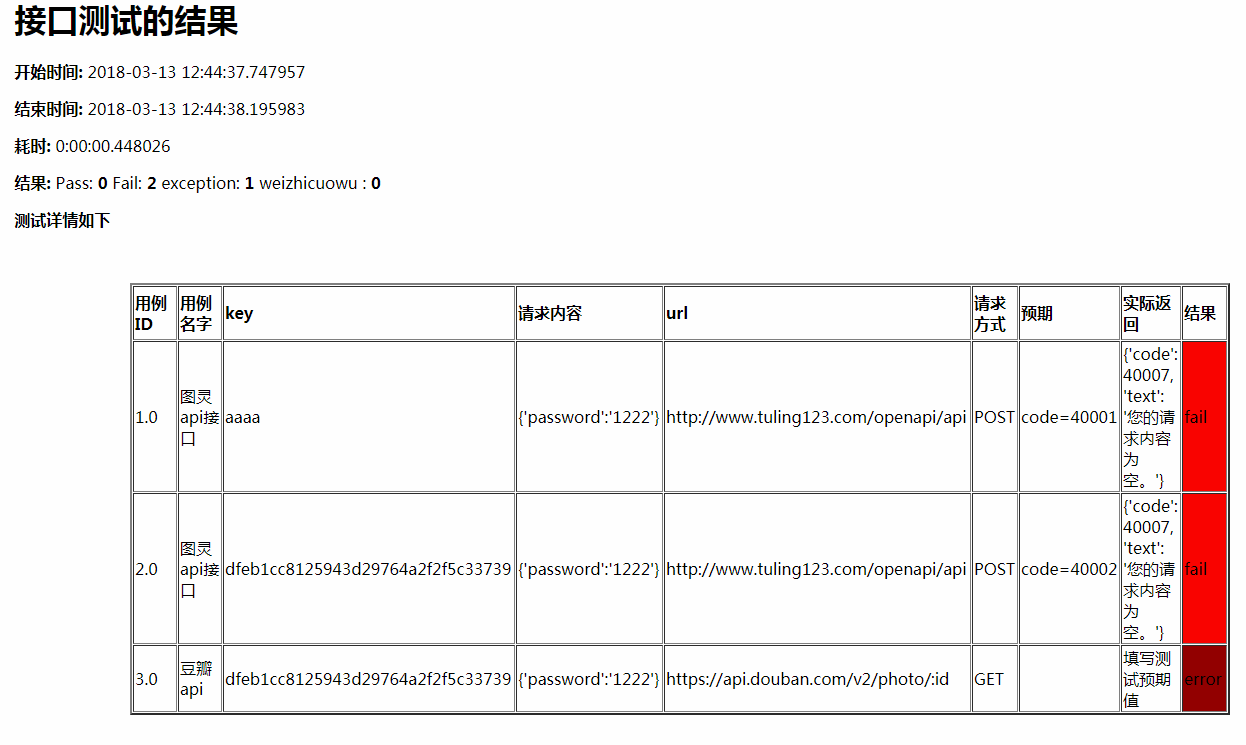 接口测试的结果
开始时间: 2018-03-13 12:44:37.747957
结束时间: 2018-03-13 12:44:38.195983
耗时: 0:00:00.448026
结果: Pass: 0 Fail: 2 exception: 1 weizhicuowu : 0
测试详情如下
用例
ID
用例
名字
key
请求内容
url
请求
方式
预期
实际返
回
结果
1.0
图灵
api接
口
aaaa
{'password':'1222'}
http://www.tuling123.com/openapi/api
POST
code=40001
{'code':
40007,
'text':
'您的请
求内容
为
空。'}
fail
2.0
图灵
api接
口
dfeb1cc8125943d29764a2f2f5c33739
{'password':'1222'}
http://www.tuling123.com/openapi/api
POST
code=40002
{'code':
40007,
'text':
'您的请
求内容
为
空。'}
fail
3.0
豆瓣
api
dfeb1cc8125943d29764a2f2f5c33739
{'password':'1222'}
https://api.douban.com/v2/photo/:id
GET
填写测
试预期
值
error